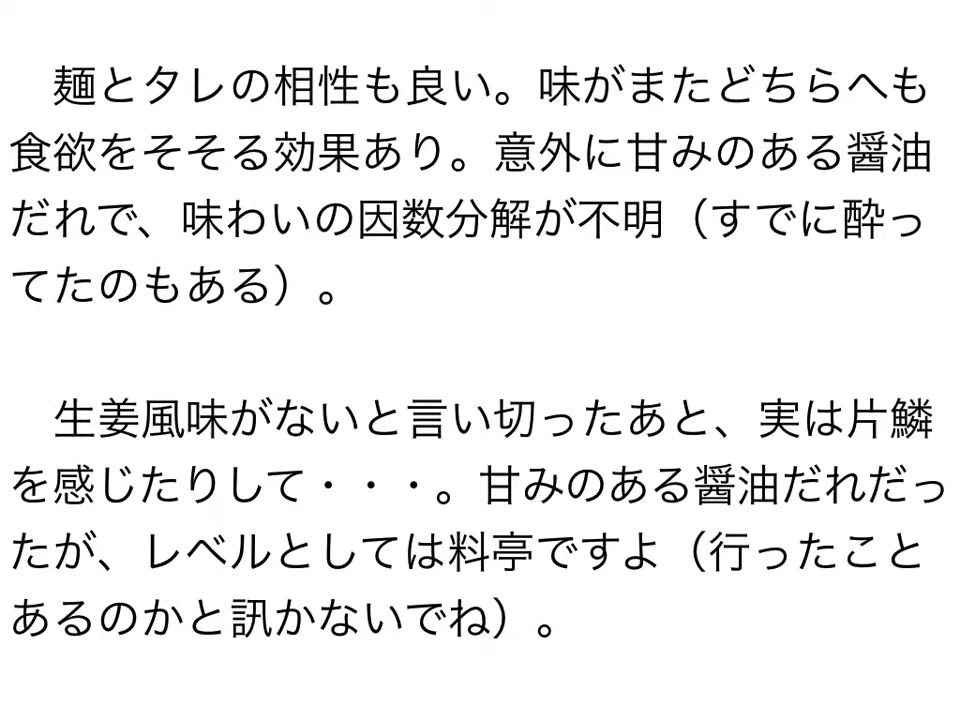 麺とタレの相性も良い。味がまたどちらへも
食欲をそそる効果あり。意外に甘みのある醤油
だれで、味わいの因数分解が不明（すでに酔っ
てたのもある）。
生姜風味がないと言い切ったあと、実は片鱗
を感じたりして・・・。甘みのある醤油だれだっ
たが、レベルとしては料亭ですよ（行ったこと
あるのかと訊かないでね）。